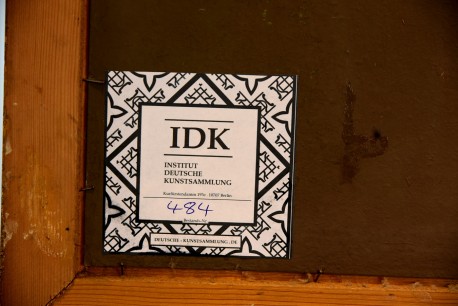 IDK
INSTITUT
DEUTSCHE
KUNSTSAMMLUNG
484
DEUTSCHE - KUNSTSAMMLUNG . DE